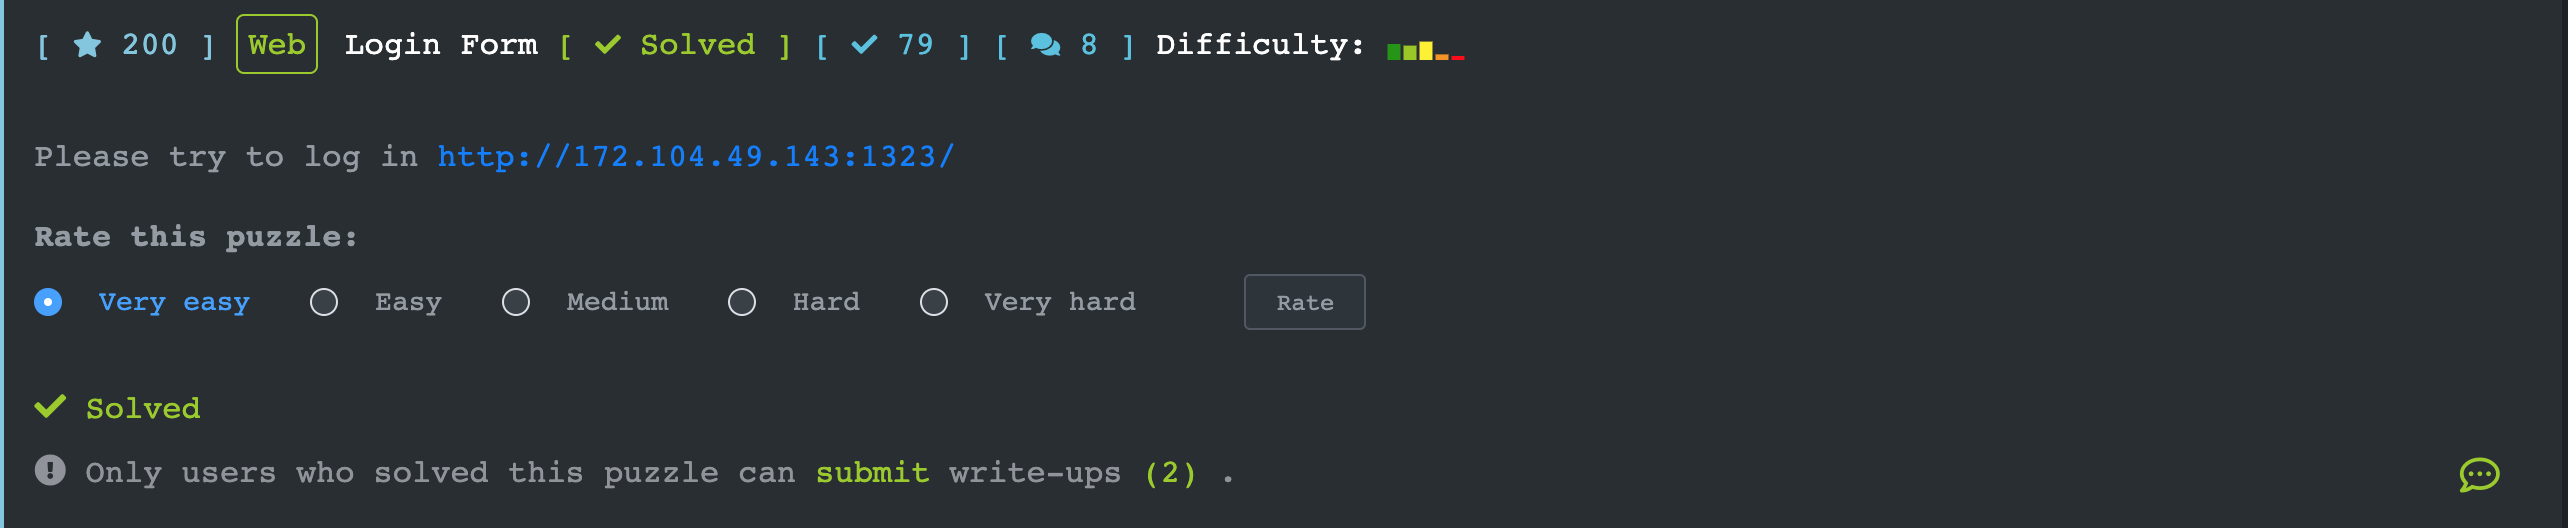 [ 200 ] Web Login Form [ Solved ] [ 79 ] [ 8 ] Difficulty:
Please try to log in http://172.104.49.143:1323/
Rate this puzzle:
Very easy Easy Medium Hard Very hard Rate
Solved
Only users who solved this puzzle can submit write-ups (2) .